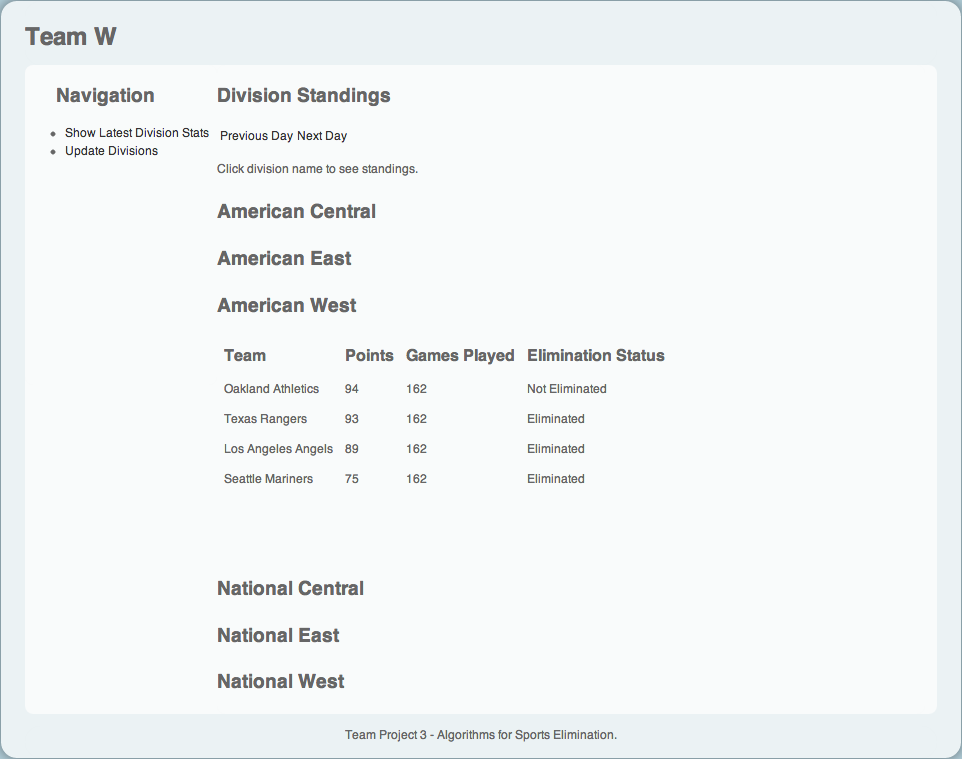 Team W
Navigation
Show Latest Division Stats
Update Divisions
Division Standings
Previous Day Next Day
Click division name to see standings.
American Central
American East
American West
Team Points Games Played Elimination Status
Oakland Athletics 94 162 Not Eliminated
Texas Rangers 93 162 Eliminated
Los Angeles Angels 89 162 Eliminated
Seattle Mariners 75 162 Eliminated
National Central
National East
National West
Team Project 3 - Algorithms for Sports Elimination.